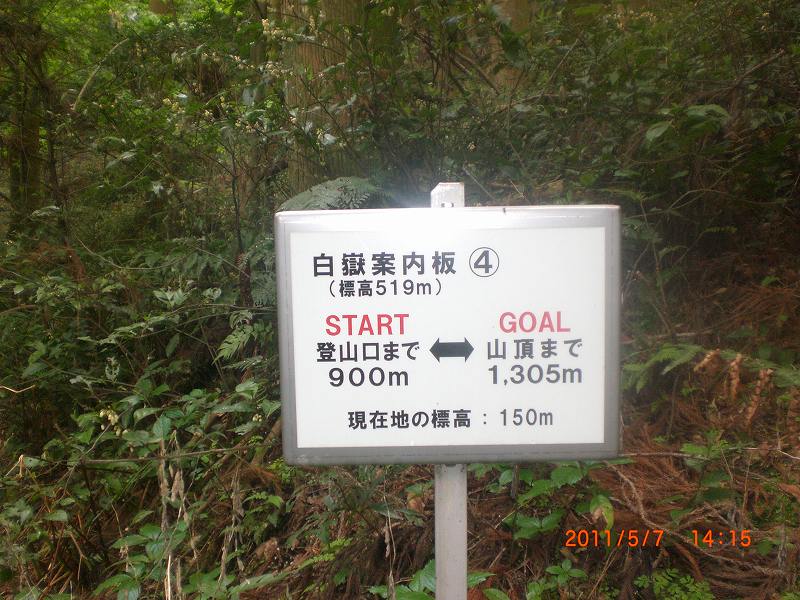 白嶽案内板 ④
(標高519m)
START GOAL
登山口まで ⬌ 山頂まで
900m 1,305m
現在地の標高：150m
2011/5/7 14:15